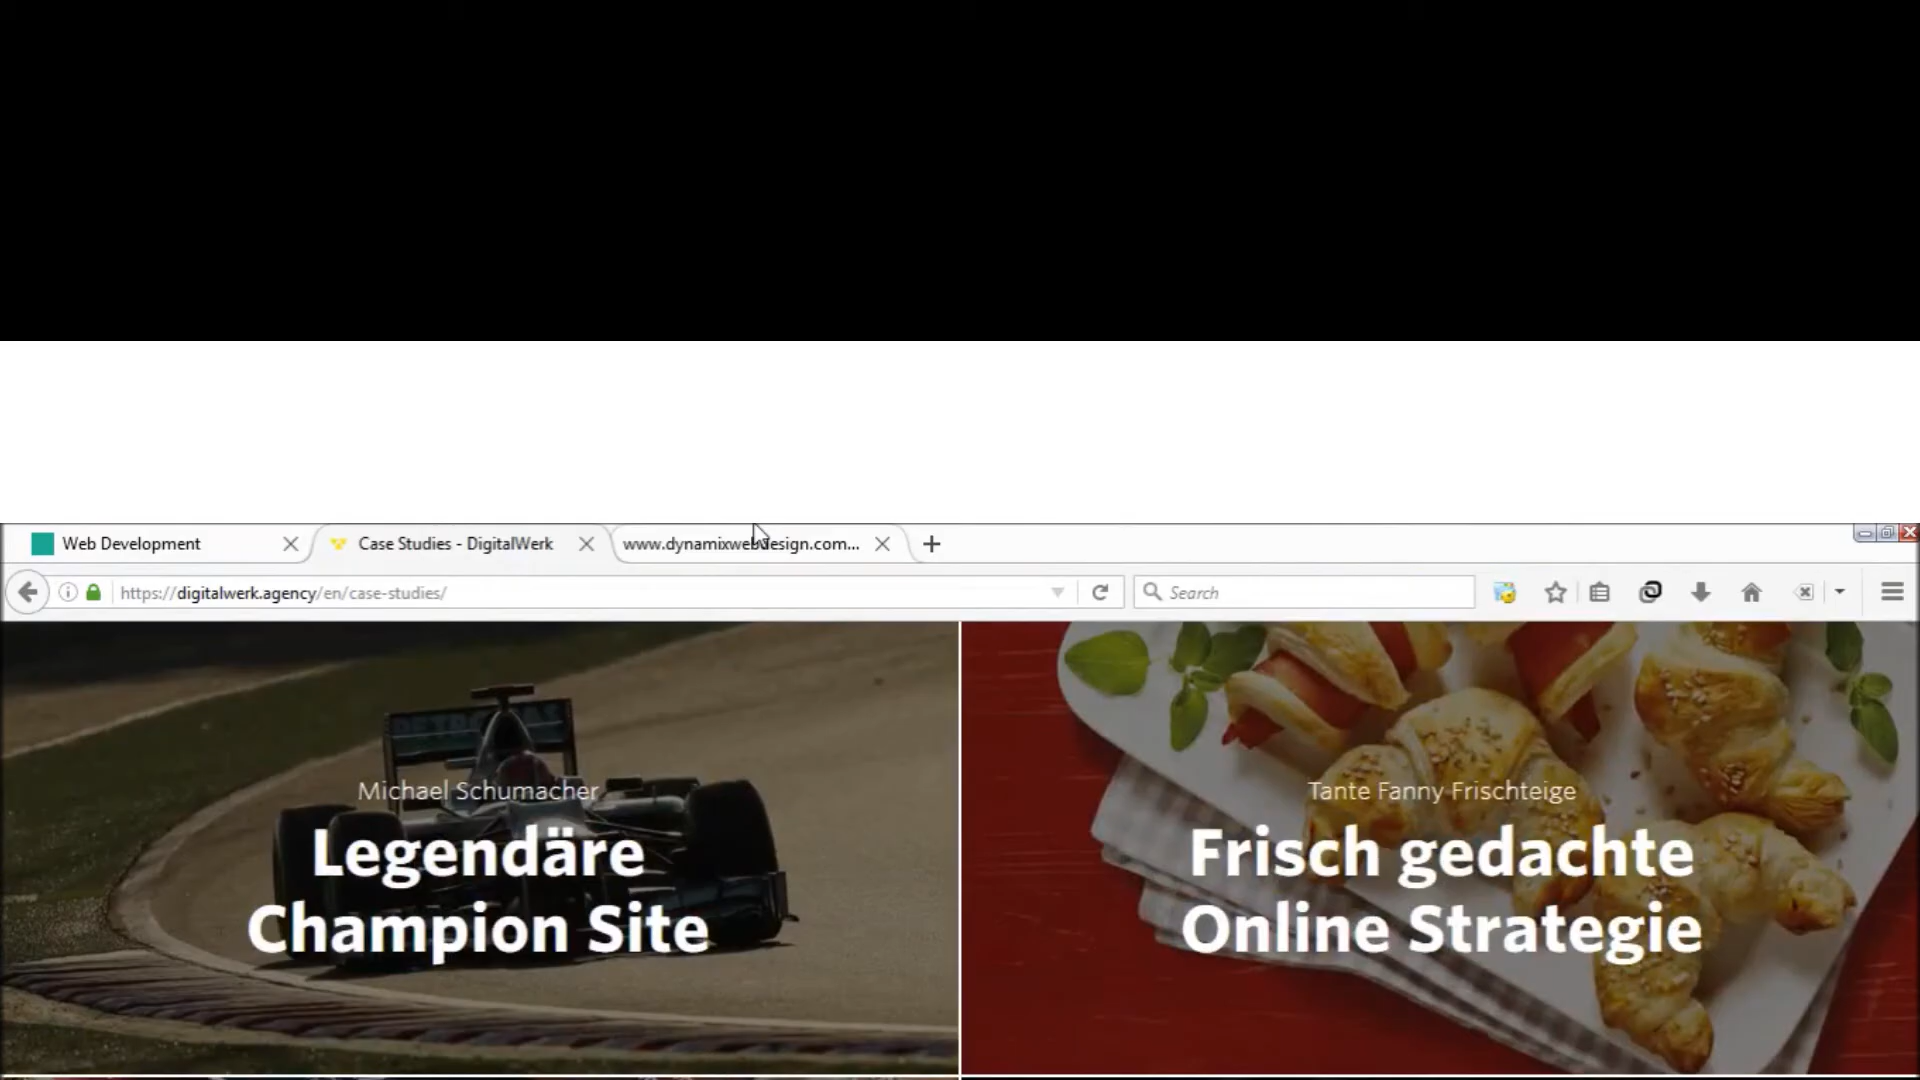 Web Development
Case Studies - DigitalWerk
www.dynamixwebdesign.com...
https://digitalwerk.agency/en/case-studies/
Search
PETRONAS
Michael Schumacher
Legendäre
Champion Site
Tante Fanny Frischteige
Frisch gedachte
Online Strategie